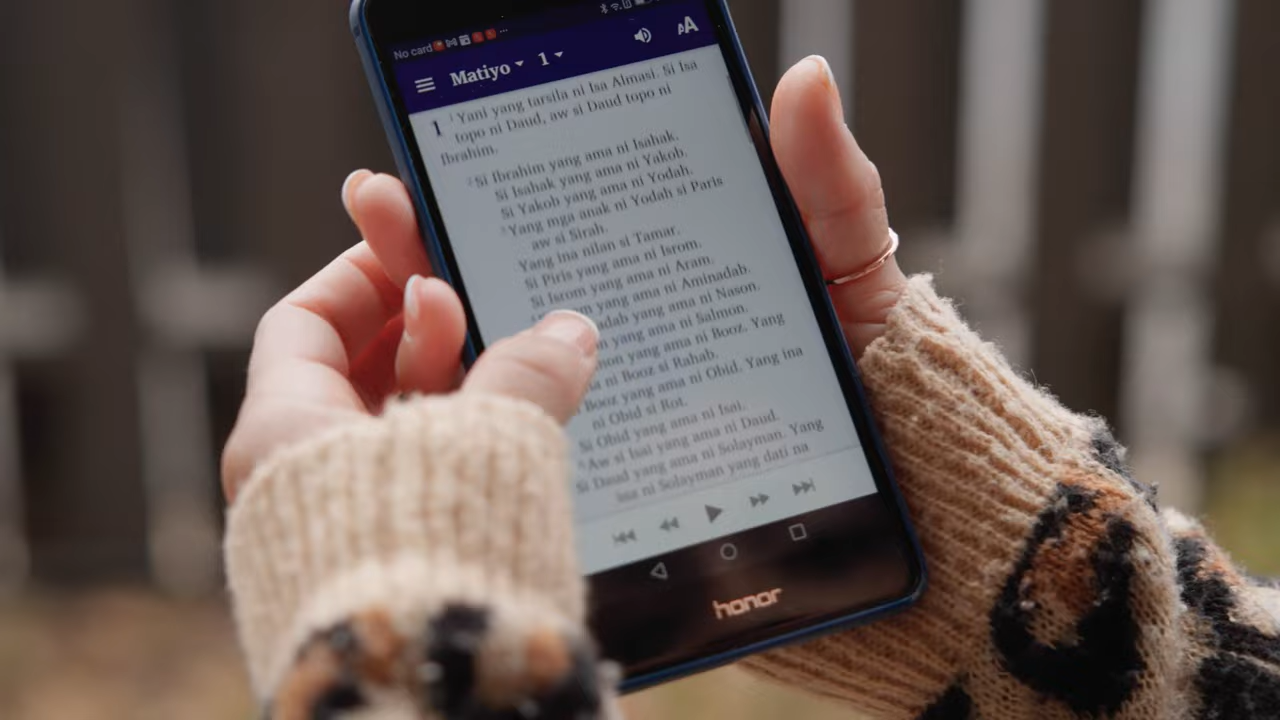 No card
Matiyo 1
1 1 Yani yang tarsila ni Isa Almasi. Si Isa
topo ni Daud, aw si Daud topo ni
Ibrahim.
2 Si Ibrahim yang ama ni Isahak.
Si Isahak yang ama ni Yakob.
Si Yakob yang ama ni Yodah.
3 Yang mga anak ni Yodah si Paris
aw si Sirah.
Yang ina nilan si Tamar.
Si Piris yang ama ni Isrom.
Si Isrom yang ama ni Aram.
yang ama ni Aminadab.
yang ama ni Nason.
yang ama ni Salmon.
yang ama ni Booz. Yang
ni Booz si Rahab.
Booz yang ama ni Obid. Yang ina
ni Obid si Rot.
Si Obid yang ama ni Isai.
6 Aw si Isai yang ama ni Daud.
Si Daud yang ama ni Solayman. Yang
ina ni Solayman yang dati na
honor